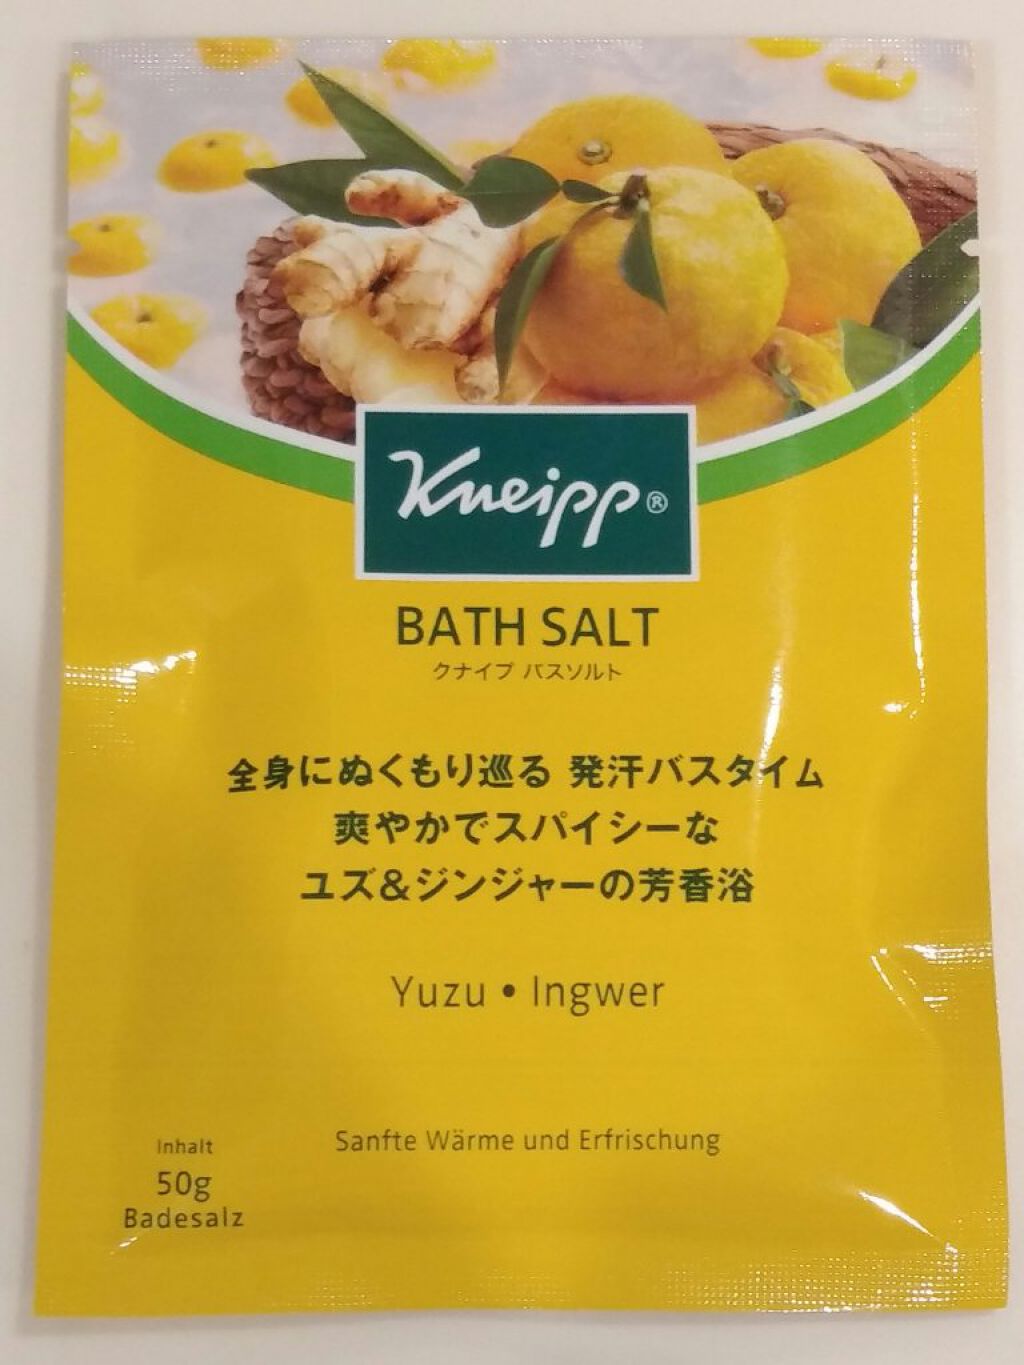 Kneipp®
BATH SALT
クナイプ バスソルト
全身にぬくもり巡る 発汗バスタイム
爽やかでスパイシーな
ユズ&ジンジャーの芳香浴
Yuzu • Ingwer
Sanfte Wärme und Erfrischung
Inhalt
50g
Badesalz